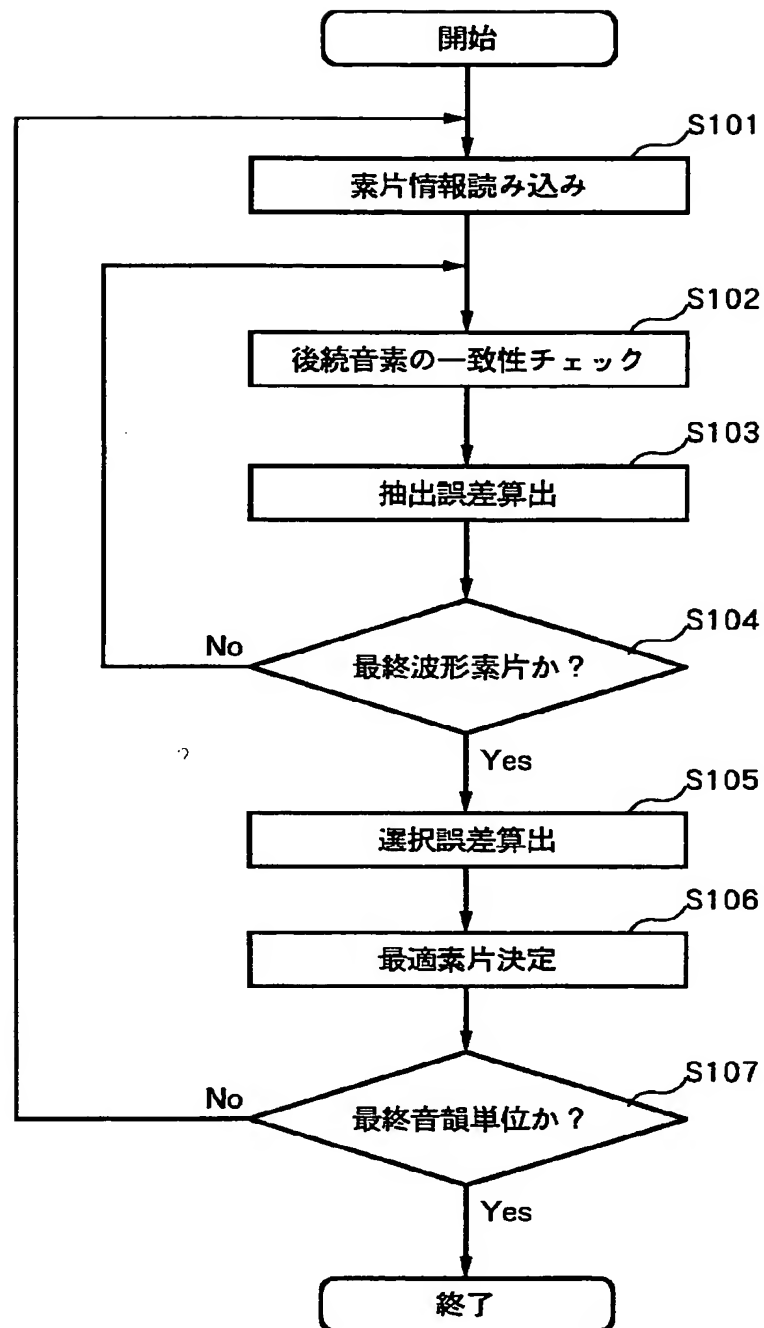 開始
S101
素片情報読み込み
S102
後続音素の一致性チェック
S103
抽出誤差算出
S104
No
最終波形素片か？
Yes
S105
選択誤差算出
S106
最適素片決定
S107
No
最終音韻単位か？
Yes
終了